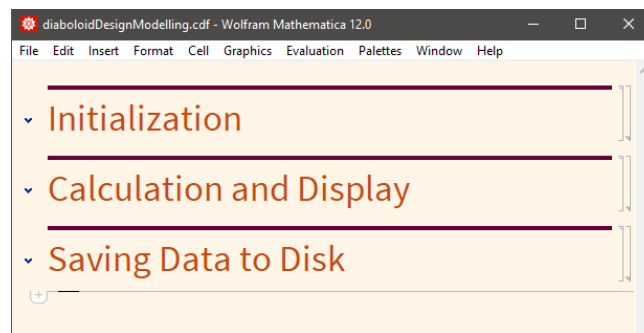 diaboloidDesignModelling.cdf - Wolfram Mathematica 12.0
File Edit Insert Format Cell Graphics Evaluation Palettes Window Help
Initialization
Calculation and Display
Saving Data to Disk